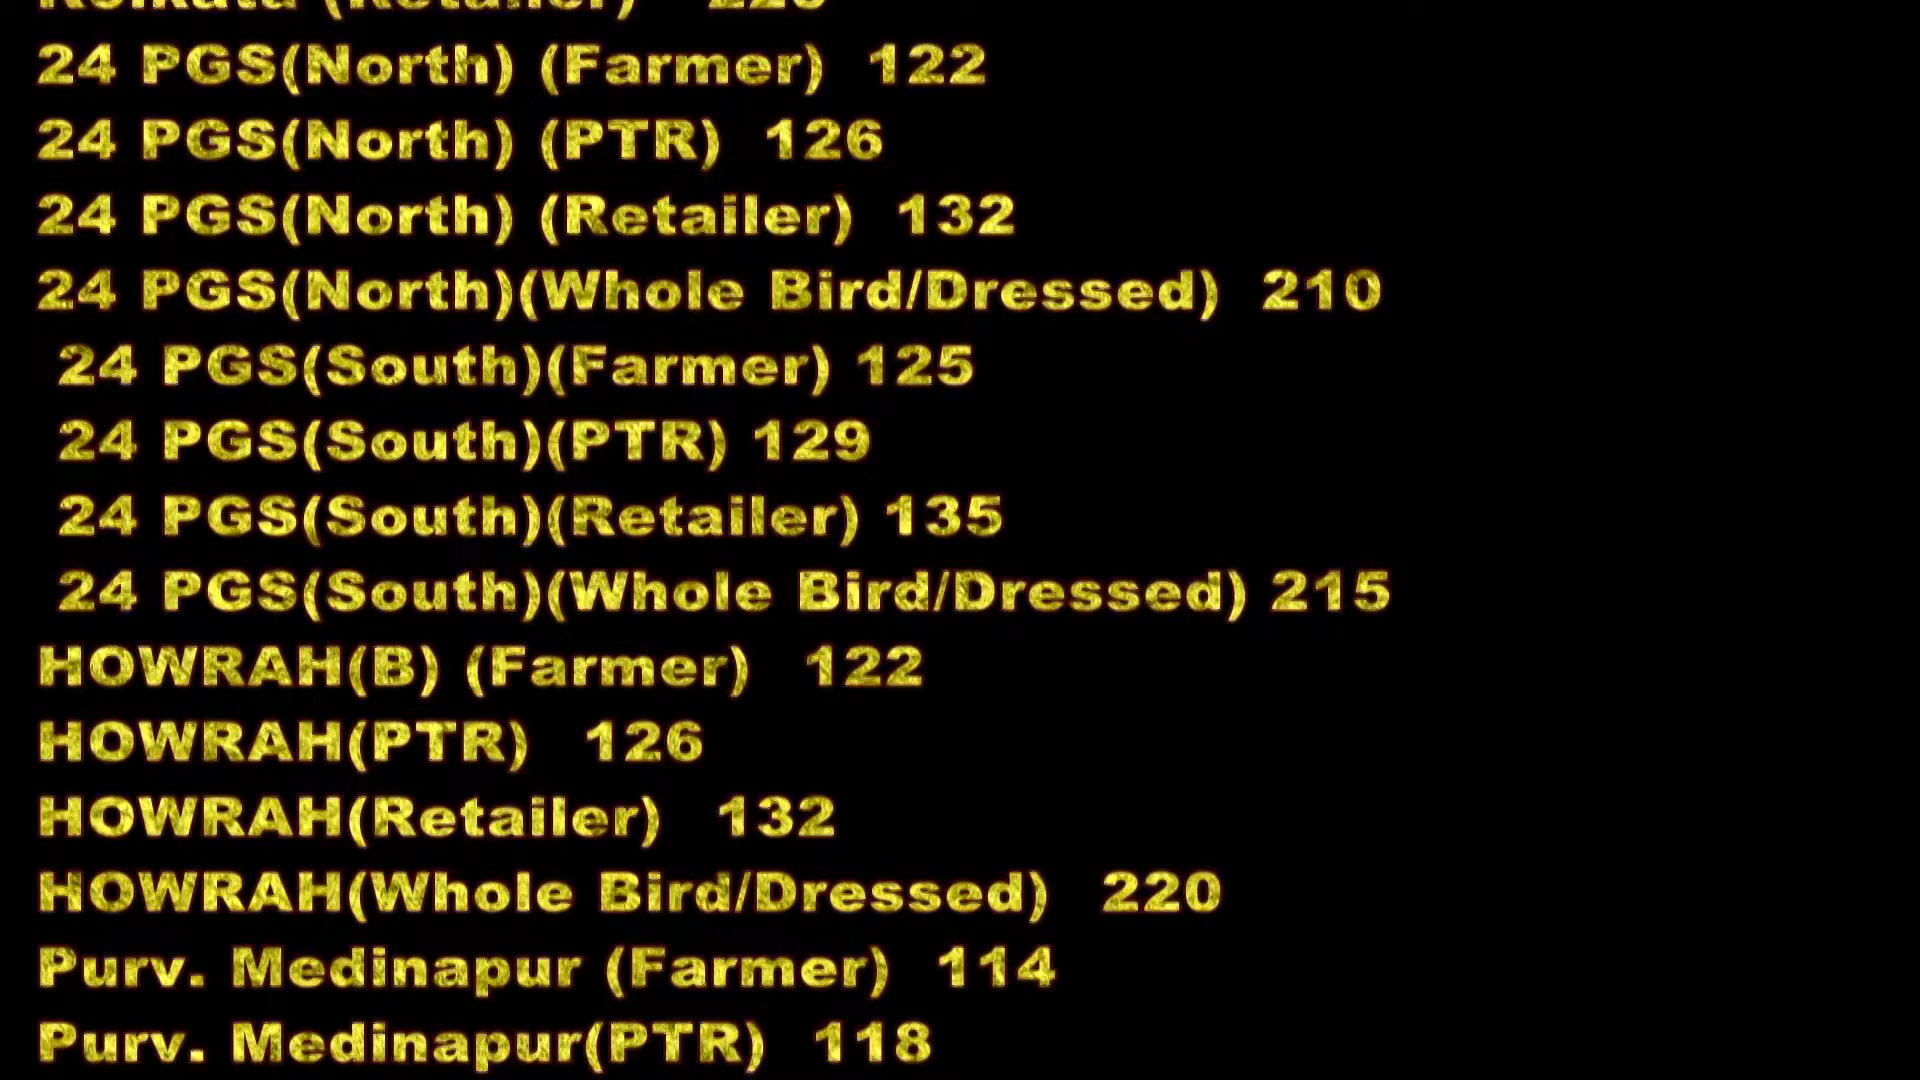 Kolkata (Retailer) 225
24 PGS(North) (Farmer) 122
24 PGS(North) (PTR) 126
24 PGS(North) (Retailer) 132
24 PGS(North)(Whole Bird/Dressed) 210
24 PGS(South)(Farmer) 125
24 PGS(South)(PTR) 129
24 PGS(South)(Retailer) 135
24 PGS(South)(Whole Bird/Dressed) 215
HOWRAH(B) (Farmer) 122
HOWRAH(PTR) 126
HOWRAH(Retailer) 132
HOWRAH(Whole Bird/Dressed) 220
Purv. Medinapur (Farmer) 114
Purv. Medinapur(PTR) 118